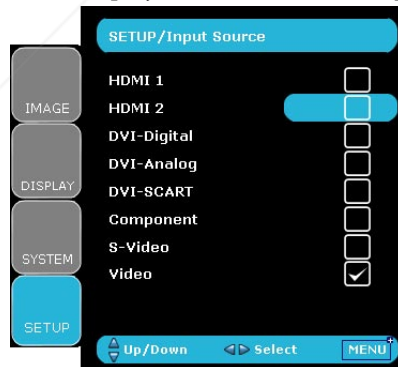 SETUP/Input Source
HDMI 1
HDMI 2
DVI-Digital
DVI-Analog
DVI-SCART
Component
S-Video
Video
IMAGE
DISPLAY
SYSTEM
SETUP
Up/Down Select MENU